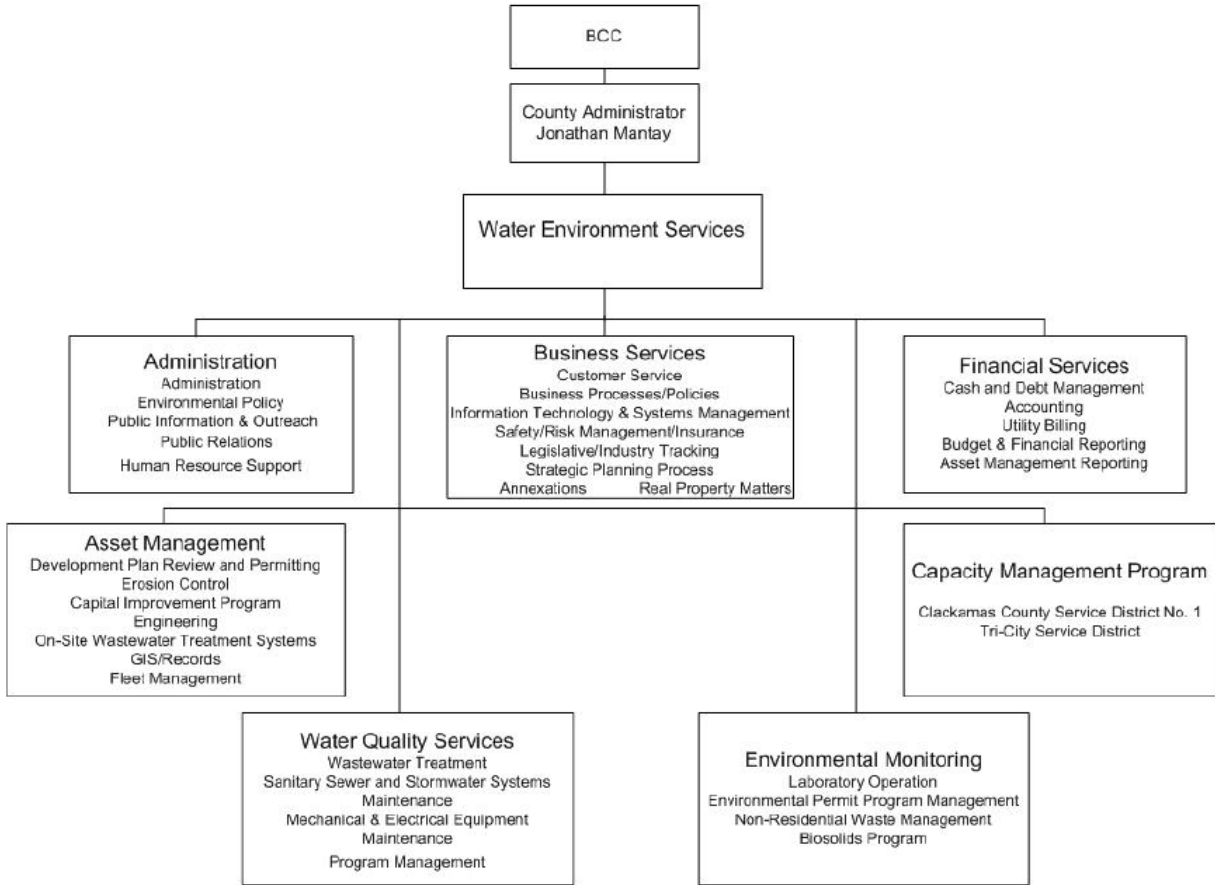 BCC
County Administrator
Jonathan Mantay
Water Environment Services
Administration
Administration
Environmental Policy
Public Information & Outreach
Public Relations
Human Resource Support
Business Services
Customer Service
Business Processes/Policies
Information Technology & Systems Management
Safety/Risk Management/Insurance
Legislative/Industry Tracking
Strategic Planning Process
Annexations Real Property Matters
Financial Services
Cash and Debt Management
Accounting
Utility Billing
Budget & Financial Reporting
Asset Management Reporting
Asset Management
Development Plan Review and Permitting
Erosion Control
Capital Improvement Program
Engineering
On-Site Wastewater Treatment Systems
GIS/Records
Fleet Management
Capacity Management Program
Clackamas County Service District No. 1
Tri-City Service District
Water Quality Services
Wastewater Treatment
Sanitary Sewer and Stormwater Systems
Maintenance
Mechanical & Electrical Equipment
Maintenance
Program Management
Environmental Monitoring
Laboratory Operation
Environmental Permit Program Management
Non-Residential Waste Management
Biosolids Program